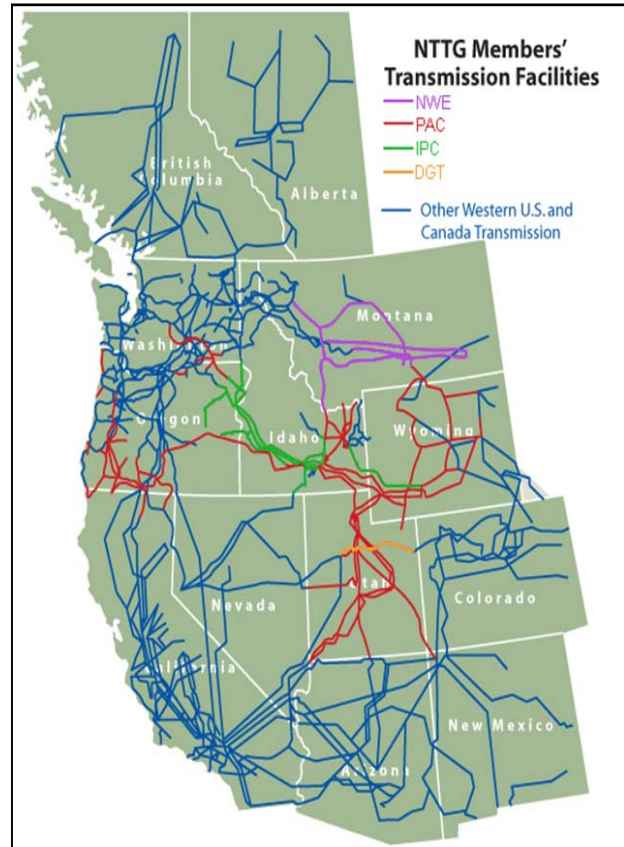 NTTG Members'
Transmission Facilities
NWE
PAC
IPC
DGT
Other Western U.S. and
Canada Transmission
British
Columbia
Alberta
Washington
Montana
Oregon
Idaho
Wyoming
Nevada
Utah
Colorado
California
Arizona
New Mexico